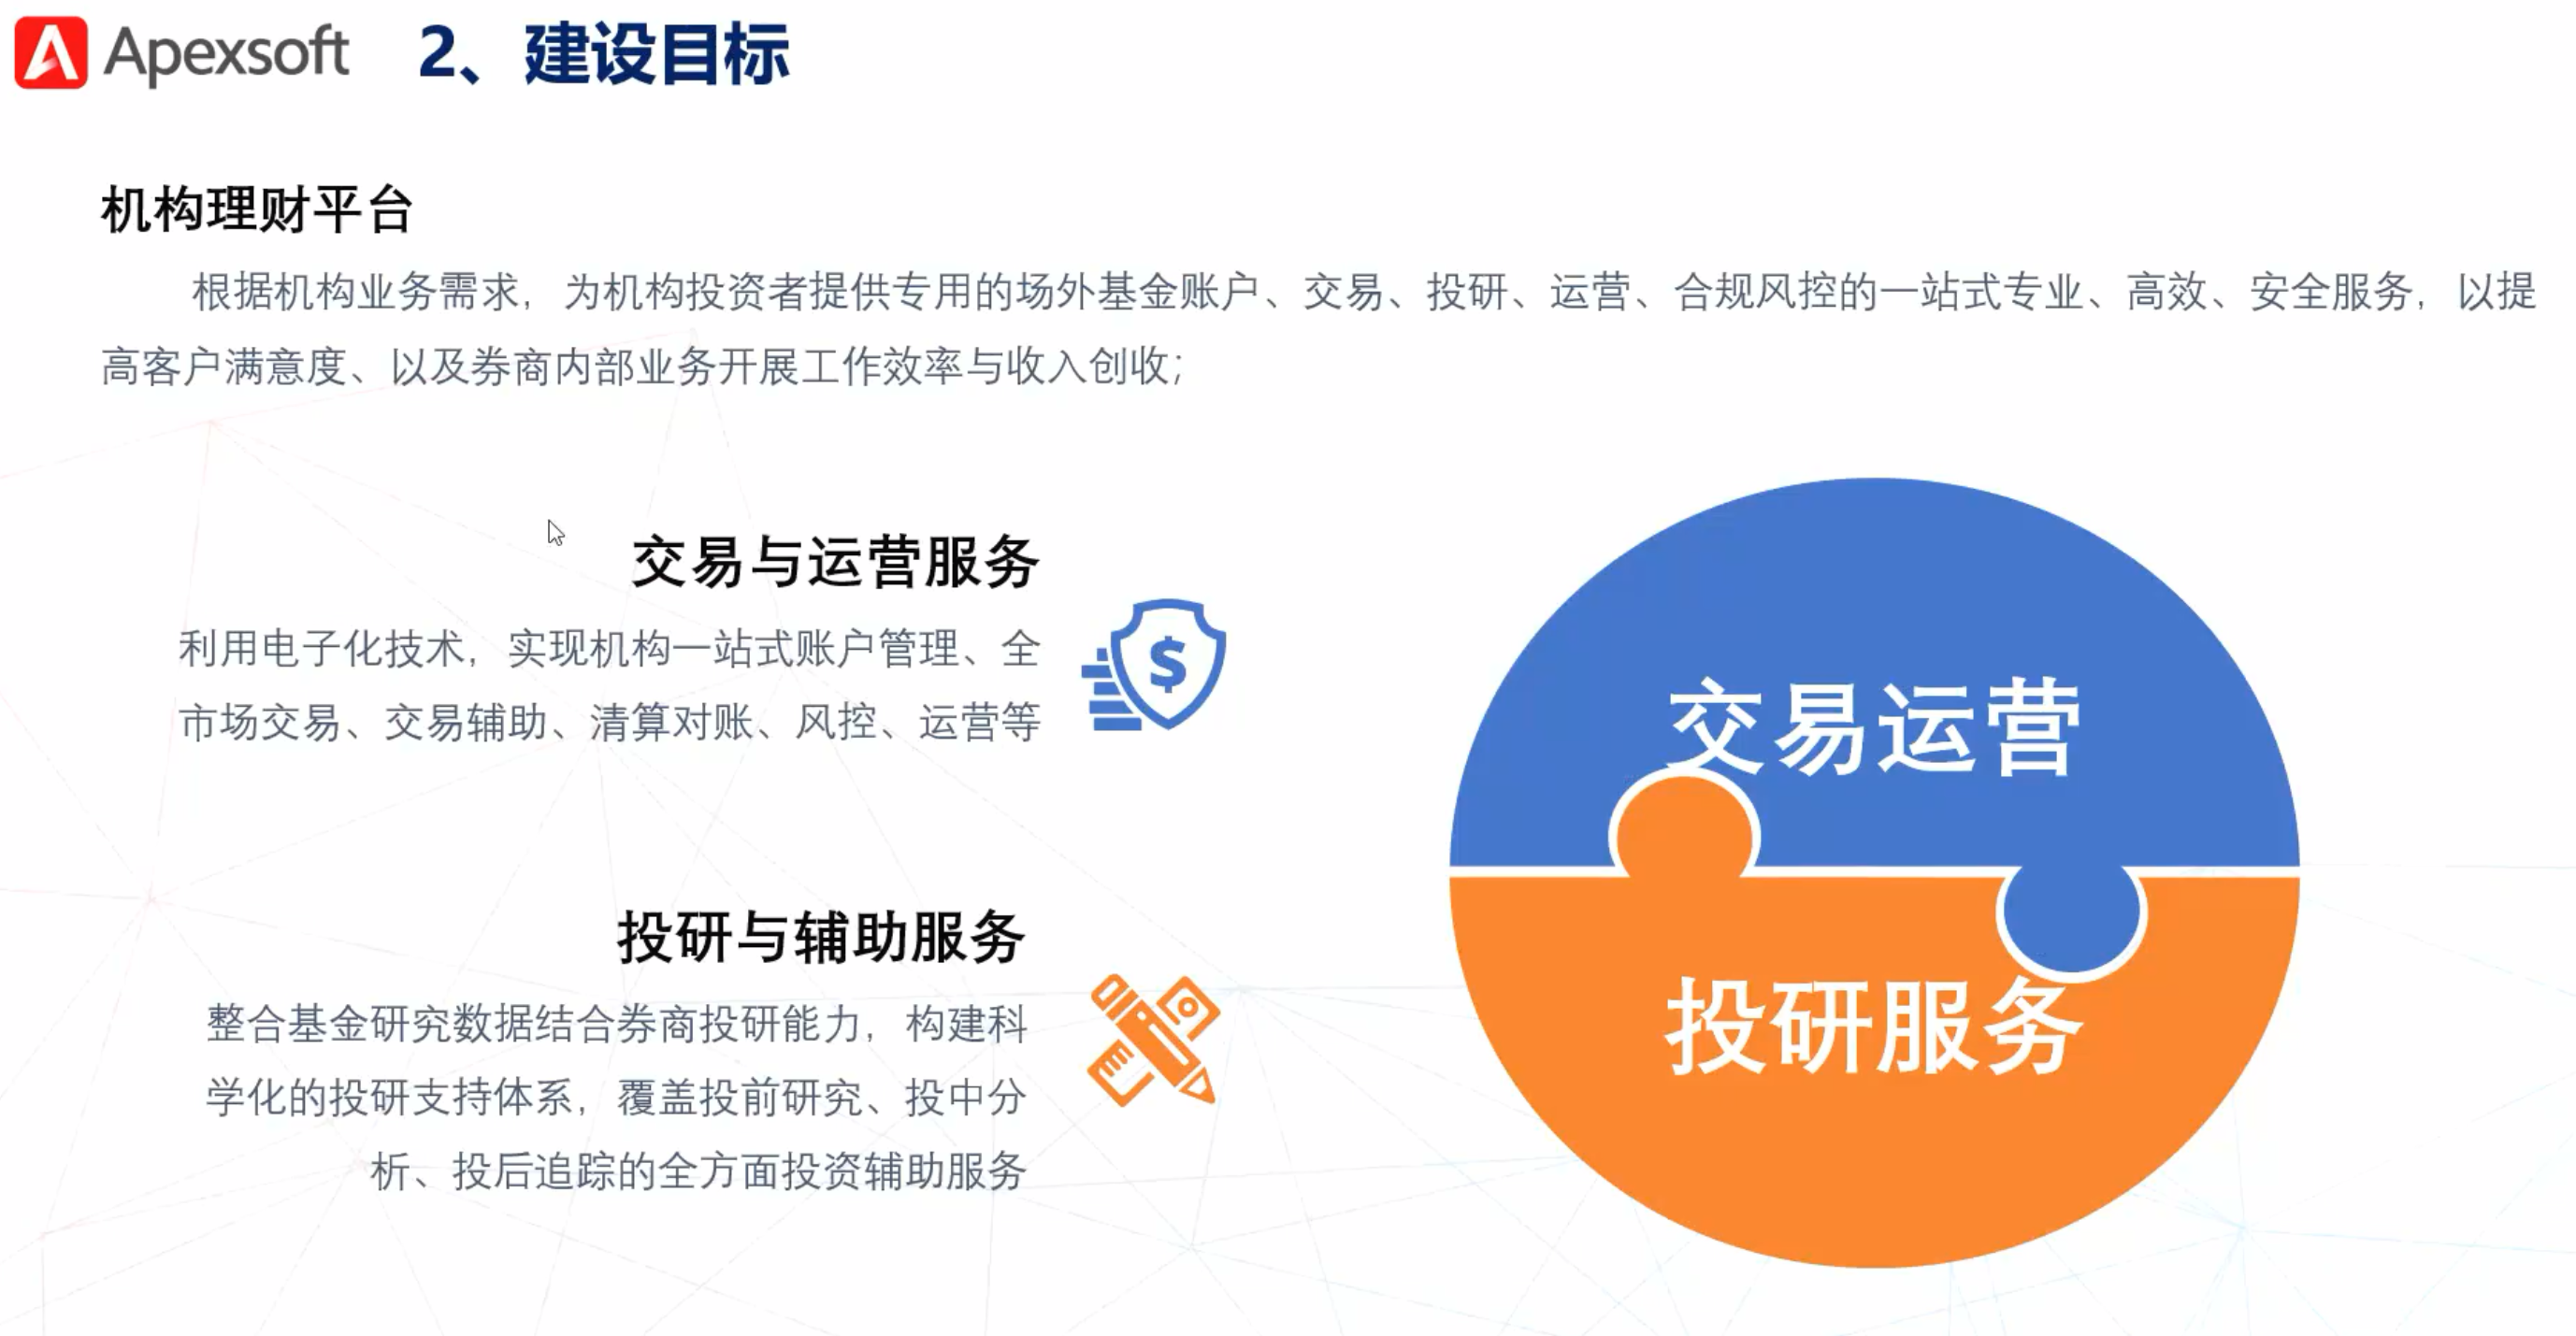 Apexsoft
2、建设目标
机构理财平台
根据机构业务需求，为机构投资者提供专用的场外基金账户、交易、投研、运营、合规风控的一站式专业、高效、安全服务，以提
高客户满意度、以及券商内部业务开展工作效率与收入创收；
交易与运营服务
利用电子化技术，实现机构一站式账户管理、全
市场交易、交易辅助、清算对账、风控、运营等
$
投研与辅助服务
整合基金研究数据结合券商投研能力，构建科
学化的投研支持体系，覆盖投前研究、投中分
析、投后追踪的全方面投资辅助服务
交易运营
投研服务